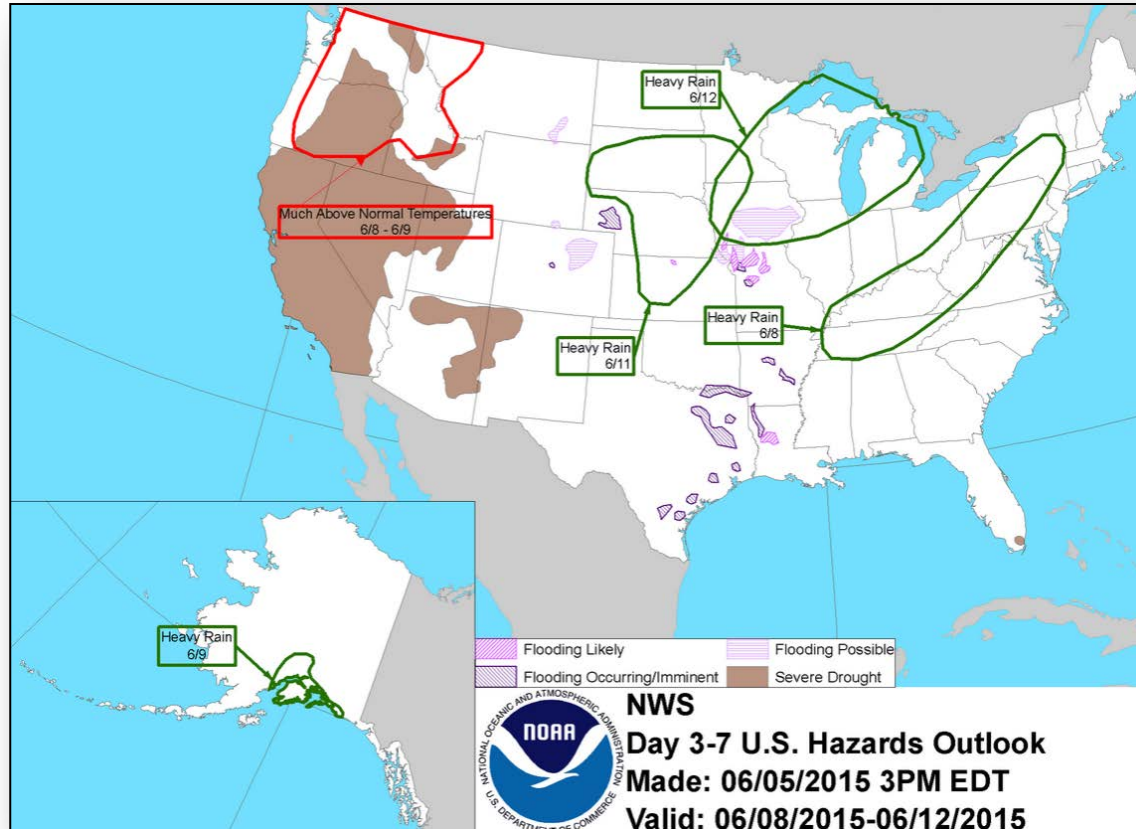 Heavy Rain
6/12
Much Above Normal Temperatures
6/8 - 6/9
Heavy Rain
6/8
Heavy Rain
6/11
Heavy Rain
6/9
Flooding Likely
Flooding Possible
Flooding Occurring/Imminent
Severe Drought
NATIONAL OCEANIC AND ATMOSPHERIC ADMINISTRATION
NOAA
U.S. DEPARTMENT OF COMMERCE
NWS
Day 3-7 U.S. Hazards Outlook
Made: 06/05/2015 3PM EDT
Valid: 06/08/2015-06/12/2015